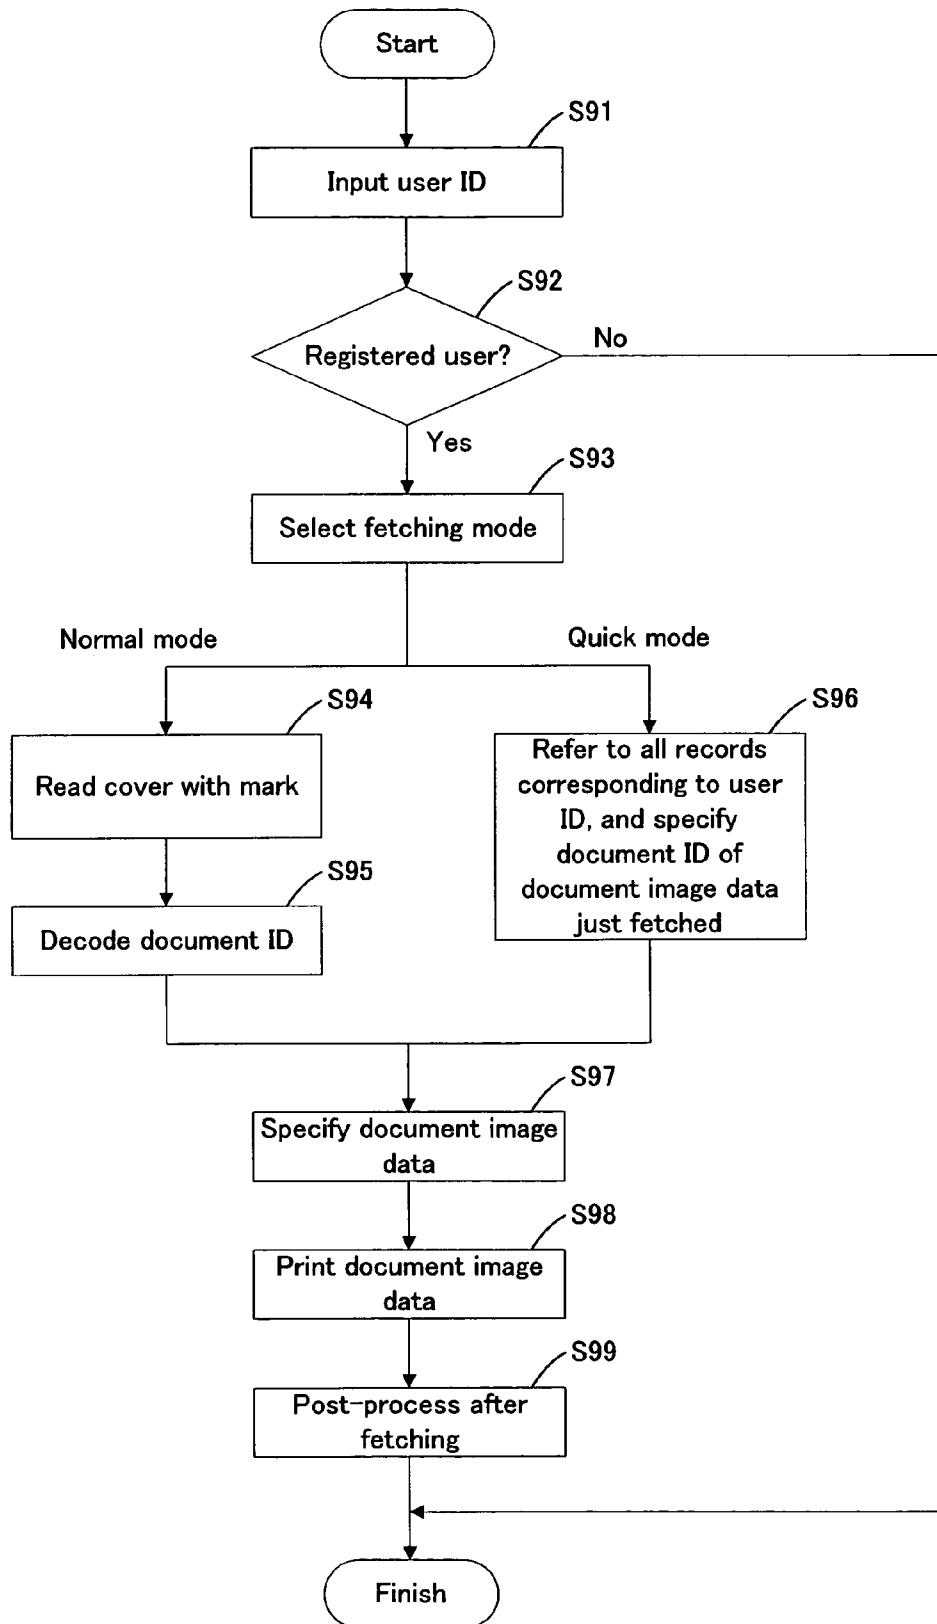 Start
S91
Input user ID
S92
Registered user?
No
Yes
S93
Select fetching mode
Normal mode
Quick mode
S94
Read cover with mark
S95
Decode document ID
S96
Refer to all records
corresponding to user
ID, and specify
document ID of
document image data
just fetched
S97
Specify document image
data
S98
Print document image
data
S99
Post-process after
fetching
Finish